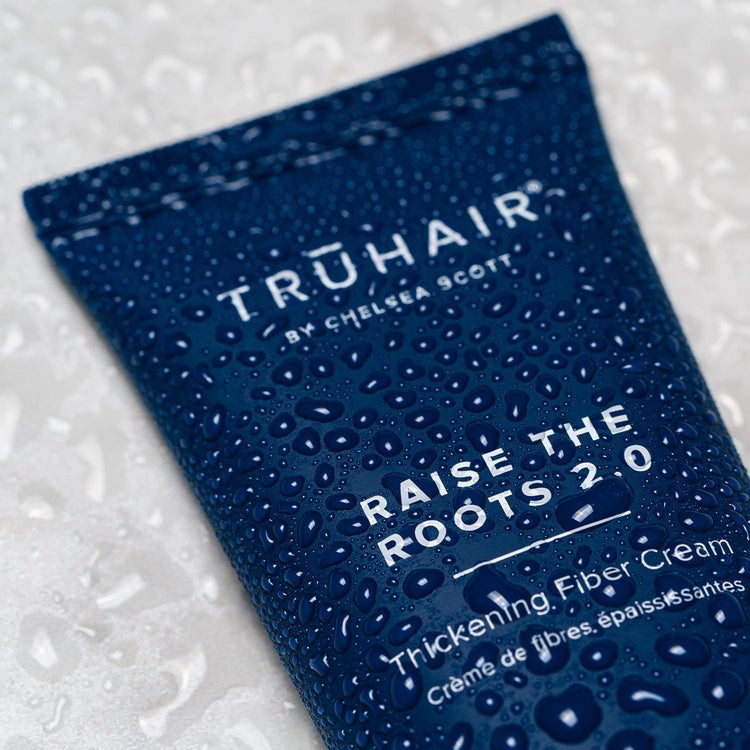 TRŪHAIR®
BY CHELSEA SCOTT
RAISE THE
ROOTS 2.0
Thickening Fiber Cream
Crème de fibres épaississantes